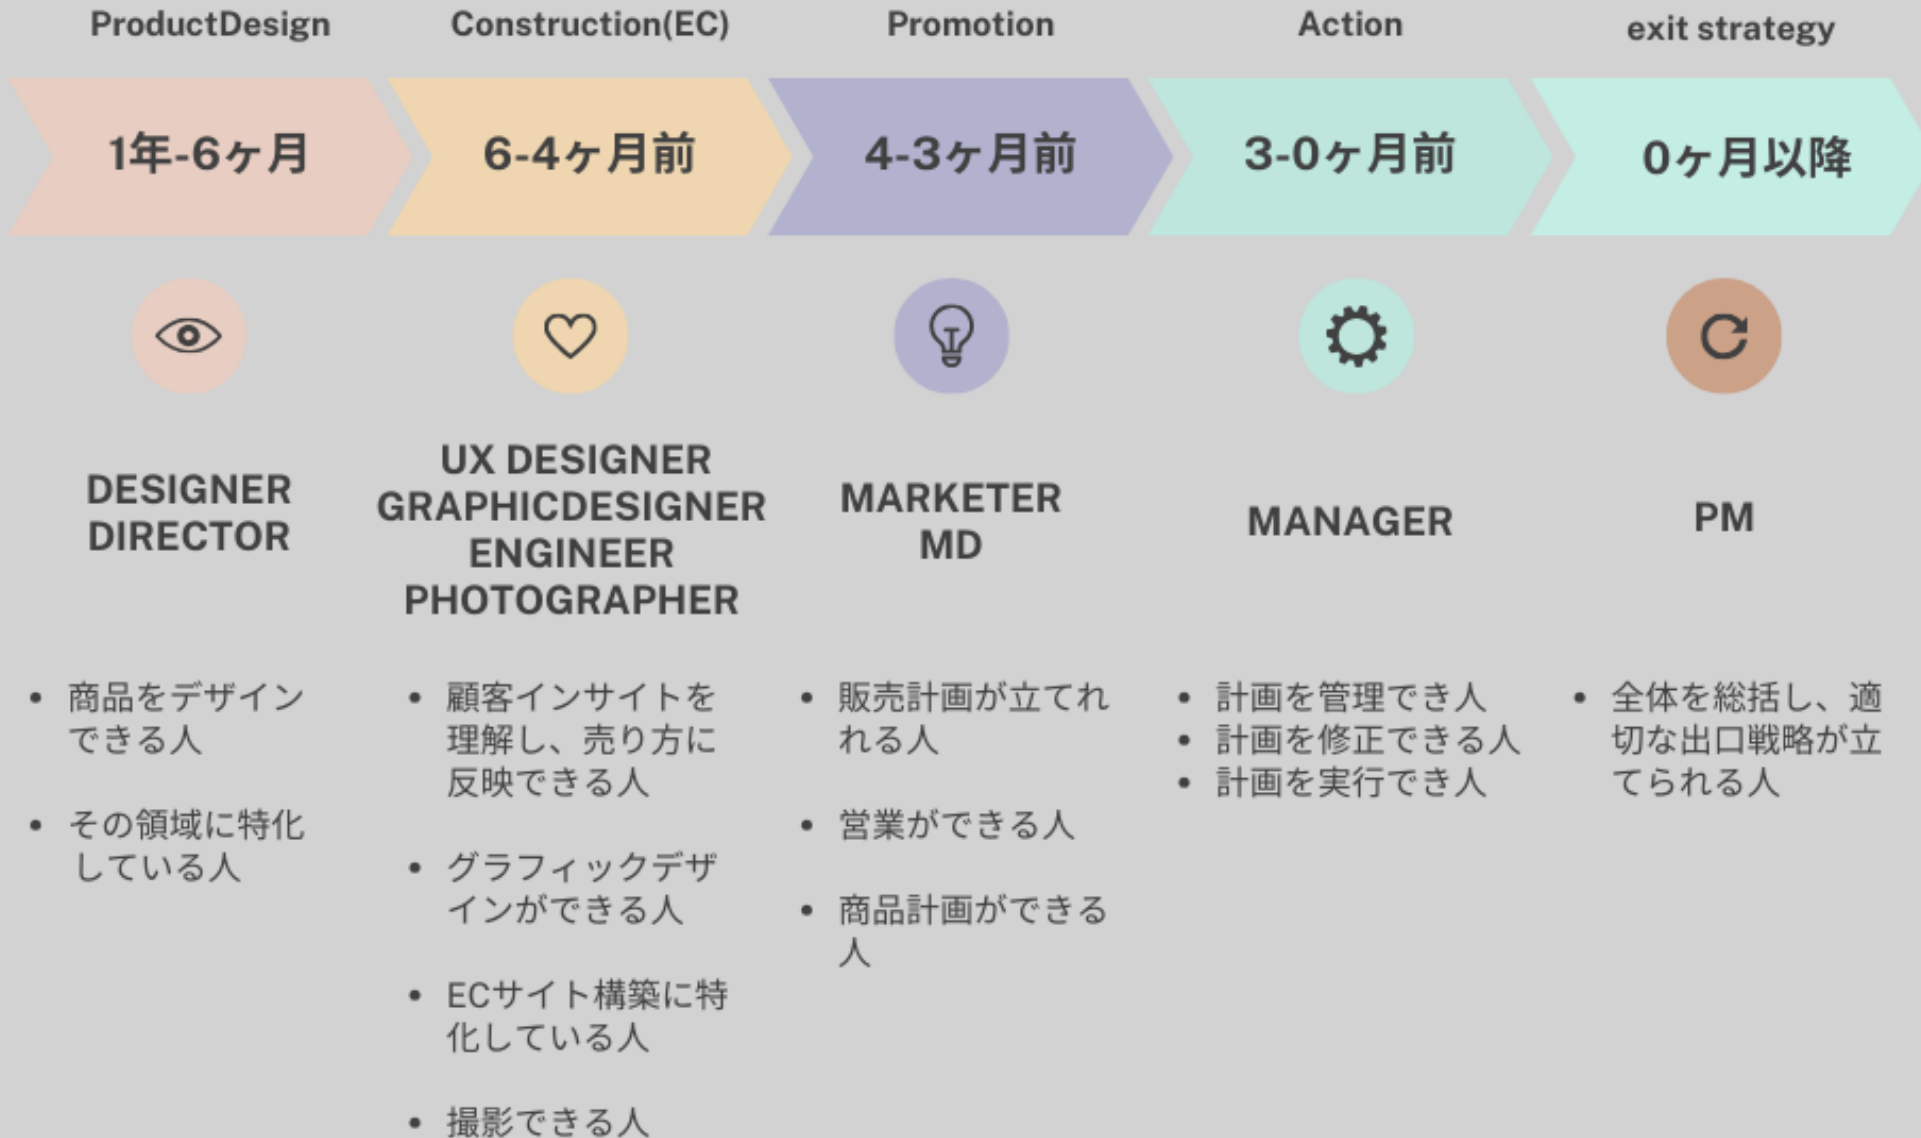 ProductDesign
Construction(EC)
Promotion
Action
exit strategy
1年-6ヶ月
6-4ヶ月前
4-3ヶ月前
3-0ヶ月前
0ヶ月以降
DESIGNER
DIRECTOR
UX DESIGNER
GRAPHICDESIGNER
ENGINEER
PHOTOGRAPHER
MARKETER
MD
MANAGER
PM
• 商品をデザイン
できる人
• その領域に特化
している人
• 顧客インサイトを
理解し、売り方に
反映できる人
• グラフィックデザ
インができる人
• ECサイト構築に特
化している人
• 撮影できる人
• 販売計画が立てれ
れる人
• 営業ができる人
• 商品計画ができる
人
• 計画を管理でき人
• 計画を修正できる人
• 計画を実行でき人
• 全体を総括し、適
切な出口戦略が立
てられる人